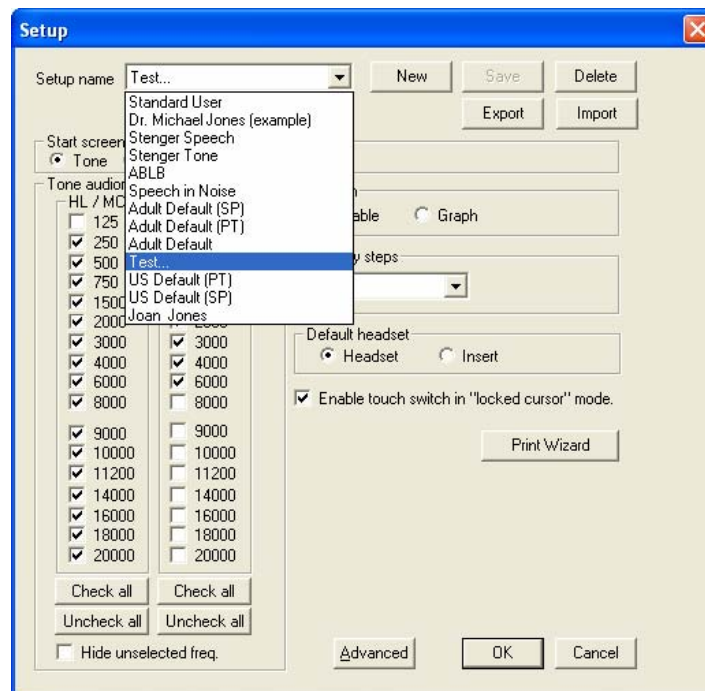 Setup
Setup name Test... New Save Delete
Standard User
Dr. Michael Jones (example) Export Import
Stenger Speech
Start screen
Stenger Tone
Tone
ABLB
Speech in Noise
Tone
HL / MC
Adult Default (SP)
125 Graph
Adult Default (PT)
250 Adult Default
500 Test... steps
750 US Default (PT)
1500 US Default (SP)
2000 Joan Jones
3000 3000 Default headset
4000 4000 Headset Insert
6000 6000
8000 8000 Enable touch switch in "locked cursor" mode.
9000 9000
10000 10000 Print Wizard
11200 11200
14000 14000
16000 16000
18000 18000
20000 20000
Check all Check all
Uncheck all Uncheck all
Hide unselected freq. Advanced OK Cancel